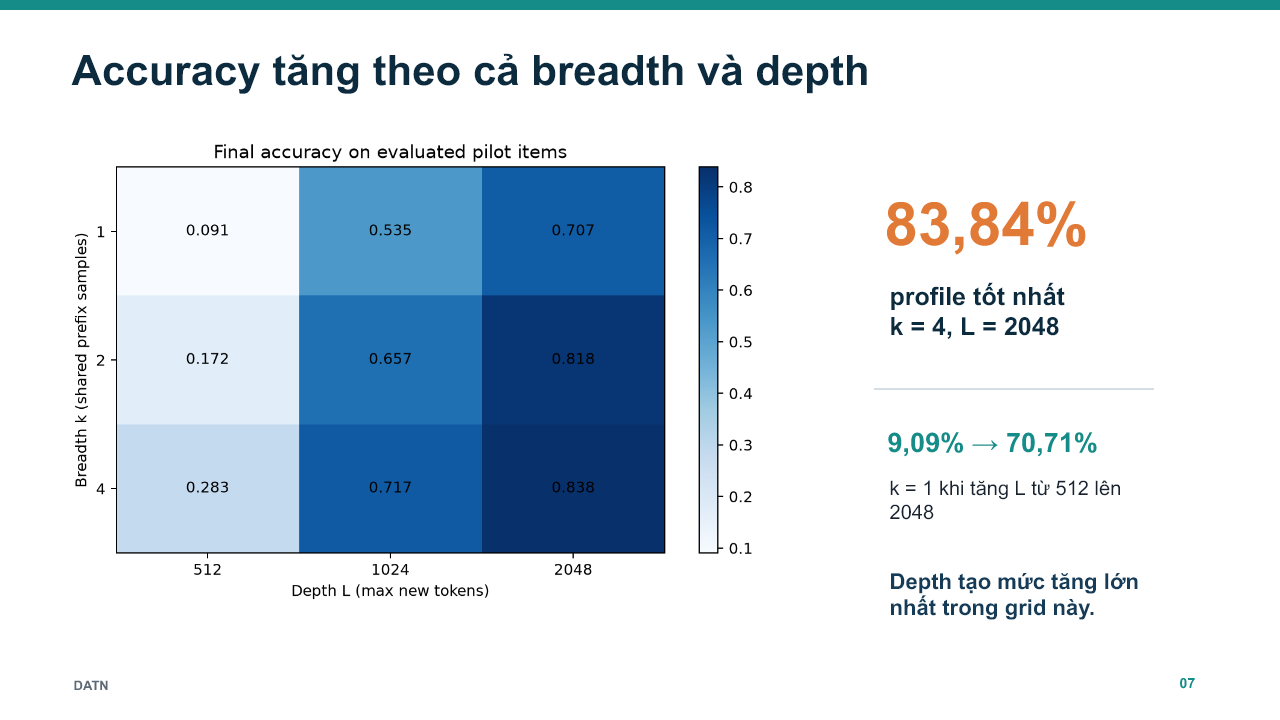 Accuracy tăng theo cả breadth và depth
Final accuracy on evaluated pilot items
Breadth k (shared prefix samples)
1
0.091
0.535
0.707
2
0.172
0.657
0.818
4
0.283
0.717
0.838
512
1024
2048
Depth L (max new tokens)
0.8
0.7
0.6
0.5
0.4
0.3
0.2
0.1
83,84%
profile tốt nhất
k = 4, L = 2048
9,09% → 70,71%
k = 1 khi tăng L từ 512 lên
2048
Depth tạo mức tăng lớn
nhất trong grid này.
DATN
07